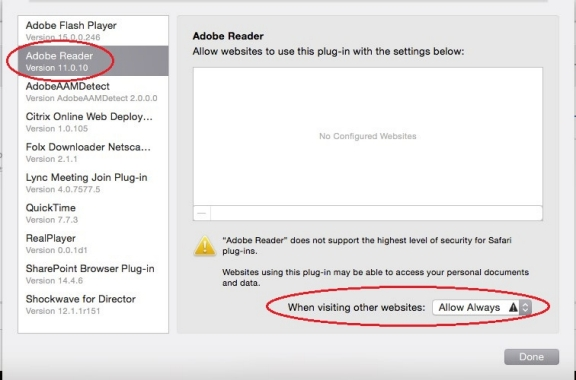 Adobe Flash Player
Version 15.0.0.246
Adobe Reader
Version 11.0.10
AdobeAAMDetect
Version AdobeAAMDetect 2.0.0.0
Citrix Online Web Deploy...
Version 1.0.105
Folx Downloader Netsca...
Version 2.1.1
Lync Meeting Join Plug-in
Version 4.0.7577.5
QuickTime
Version 7.7.3
RealPlayer
Version 0.0.1d1
SharePoint Browser Plug-in
Version 14.4.6
Shockwave for Director
Version 12.1.1r151
Adobe Reader
Allow websites to use this plug-in with the settings below:
No Configured Websites
"Adobe Reader" does not support the highest level of security for Safari
plug-ins.
Websites using this plug-in may be able to access your personal documents
and data.
When visiting other websites: Allow Always
Done